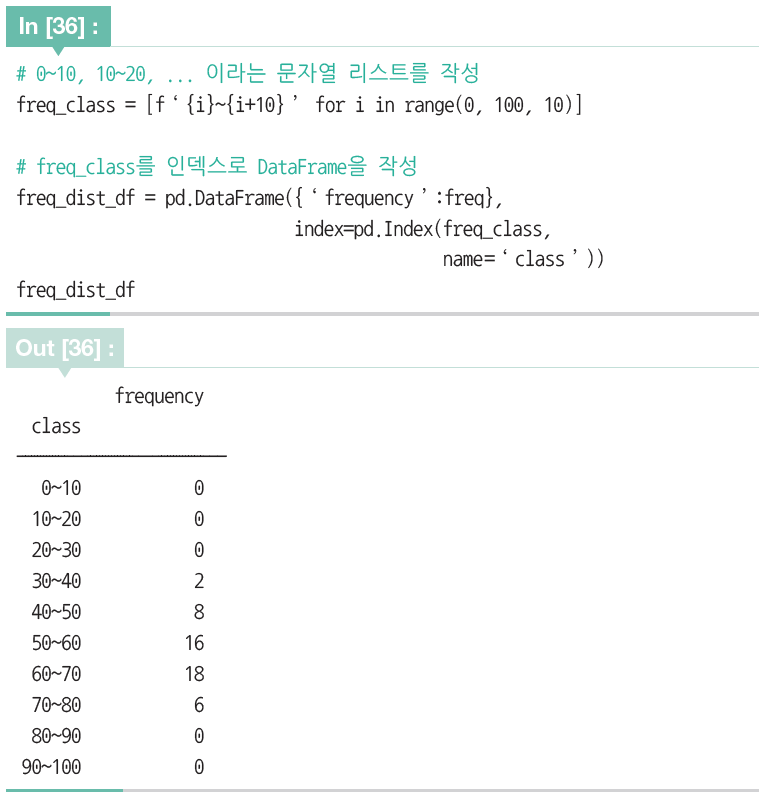 In [36] :
# 0~10, 10~20, ... 이라는 문자열 리스트를 작성
freq_class = [f‘{i}~{i+10}’ for i in range(0, 100, 10)]
# freq_class를 인덱스로 DataFrame을 작성
freq_dist_df = pd.DataFrame({‘frequency’:freq},
index=pd.Index(freq_class,
name=‘class’))
freq_dist_df
Out [36] :
frequency
class
0~10 0
10~20 0
20~30 0
30~40 2
40~50 8
50~60 16
60~70 18
70~80 6
80~90 0
90~100 0